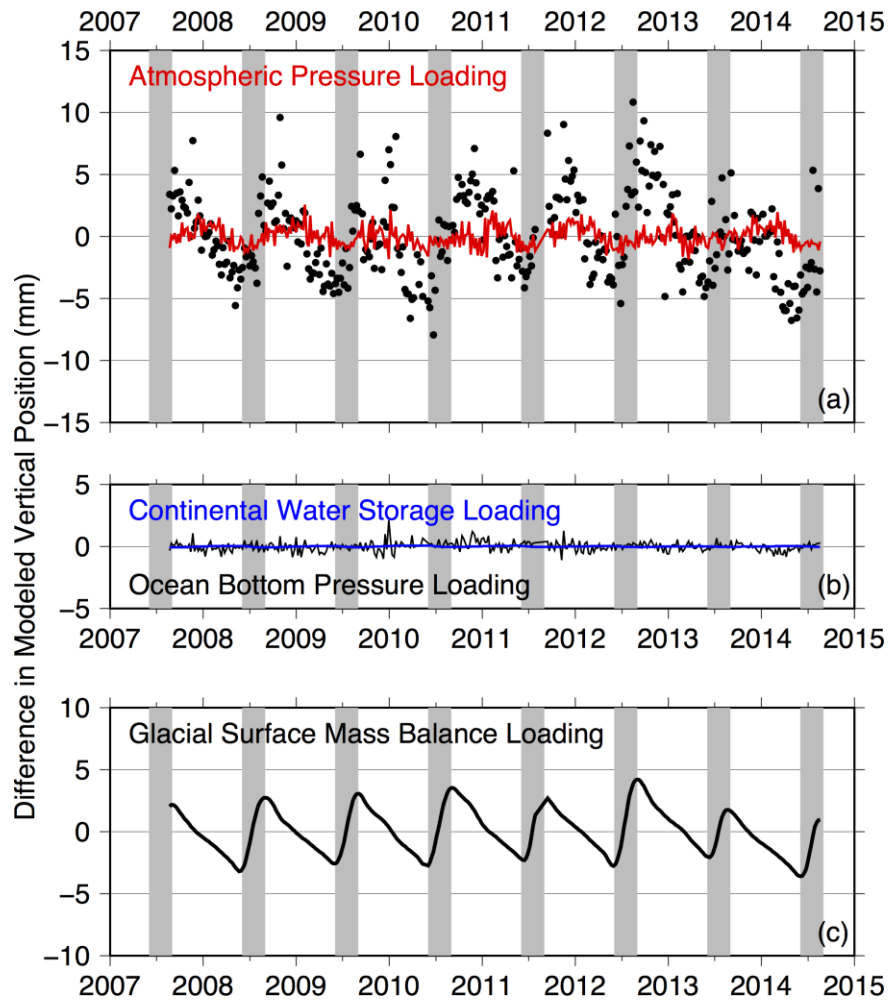 2007 2008 2009 2010 2011 2012 2013 2014 2015
Difference in Modeled Vertical Position (mm)
15
Atmospheric Pressure Loading
10
5
0
−5
−10
(a)
−15
5
Continental Water Storage Loading
0
Ocean Bottom Pressure Loading
(b)
−5
2007 2008 2009 2010 2011 2012 2013 2014 2015
10
Glacial Surface Mass Balance Loading
5
0
−5
(c)
−10
2007 2008 2009 2010 2011 2012 2013 2014 2015